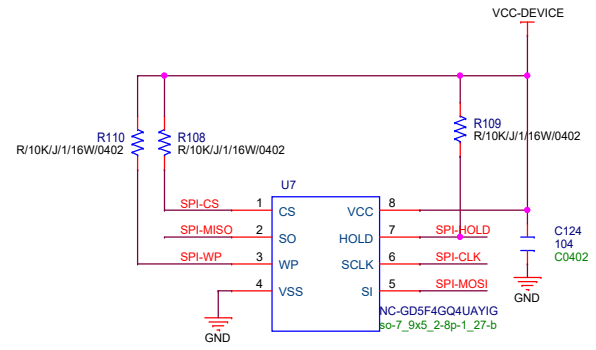 VCC-DEVICE
R110
R/10K/J/1/16W/0402
R108
R/10K/J/1/16W/0402
R109
R/10K/J/1/16W/0402
U7
SPI-CS 1 CS VCC 8
SPI-MISO 2 SO HOLD 7 SPI-HOLD
SPI-WP 3 WP SCLK 6 SPI-CLK
4 VSS SI 5 SPI-MOSI
C124
104
C0402
GND
NC-GD5F4GQ4UAYIG
so-7_9x5_2-8p-1_27-b
GND